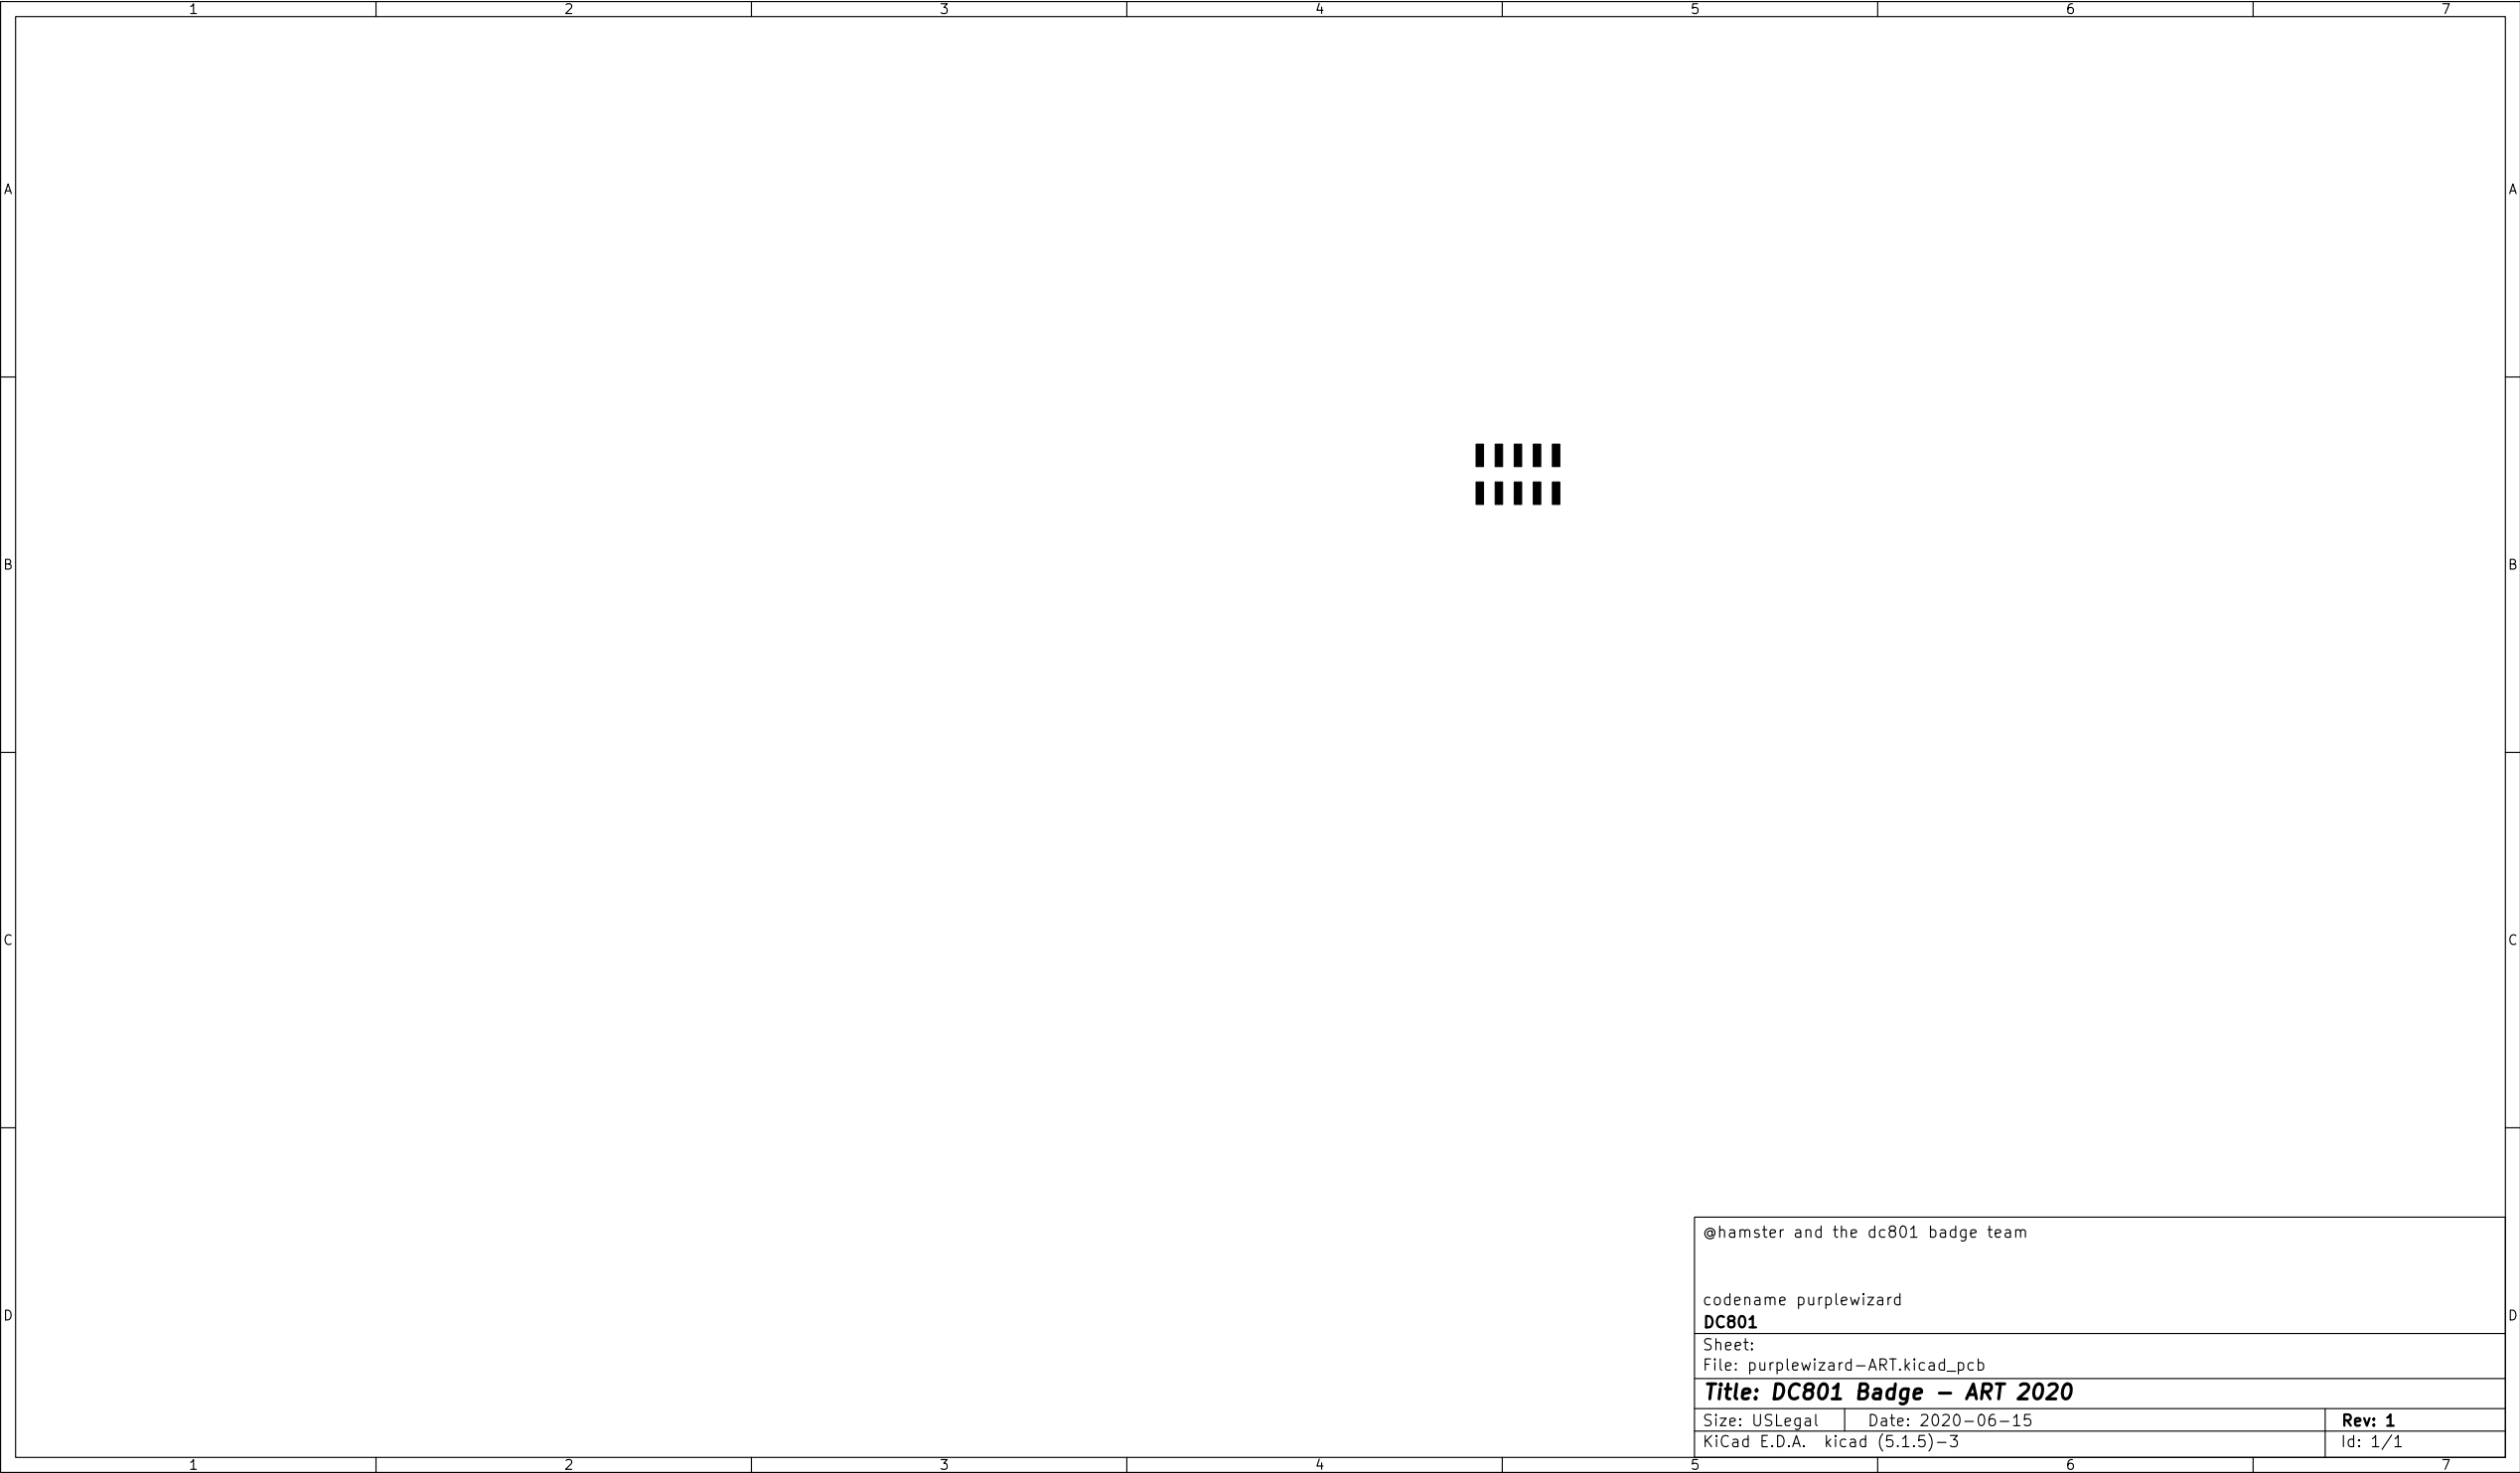 1 2 3 4 5 6 7
A A
B B
C C
D D
@hamster and the dc801 badge team
codename purplewizard
DC801
Sheet:
File: purplewizard-ART.kicad_pcb
Title: DC801 Badge - ART 2020
Size: USLegal Date: 2020-06-15 Rev: 1
KiCad E.D.A. kicad (5.1.5)-3 Id: 1/1
1 2 3 4 5 6 7